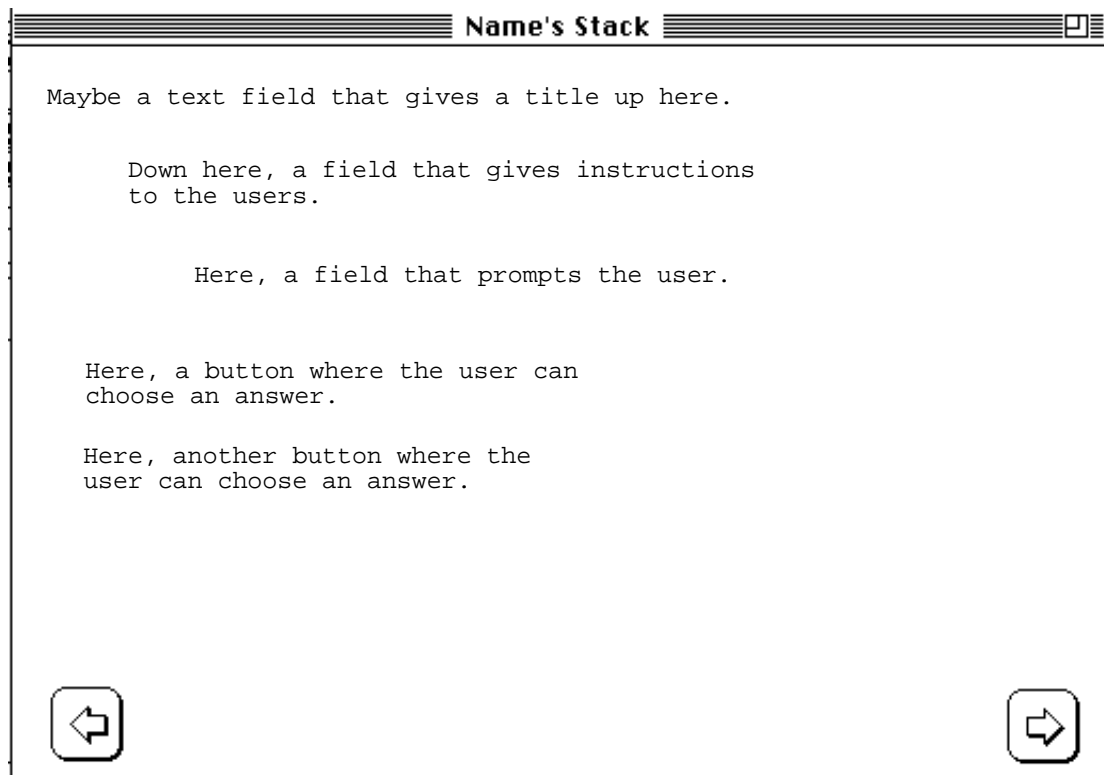 Name's Stack
Maybe a text field that gives a title up here.
Down here, a field that gives instructions
to the users.
Here, a field that prompts the user.
Here, a button where the user can
choose an answer.
Here, another button where the
user can choose an answer.